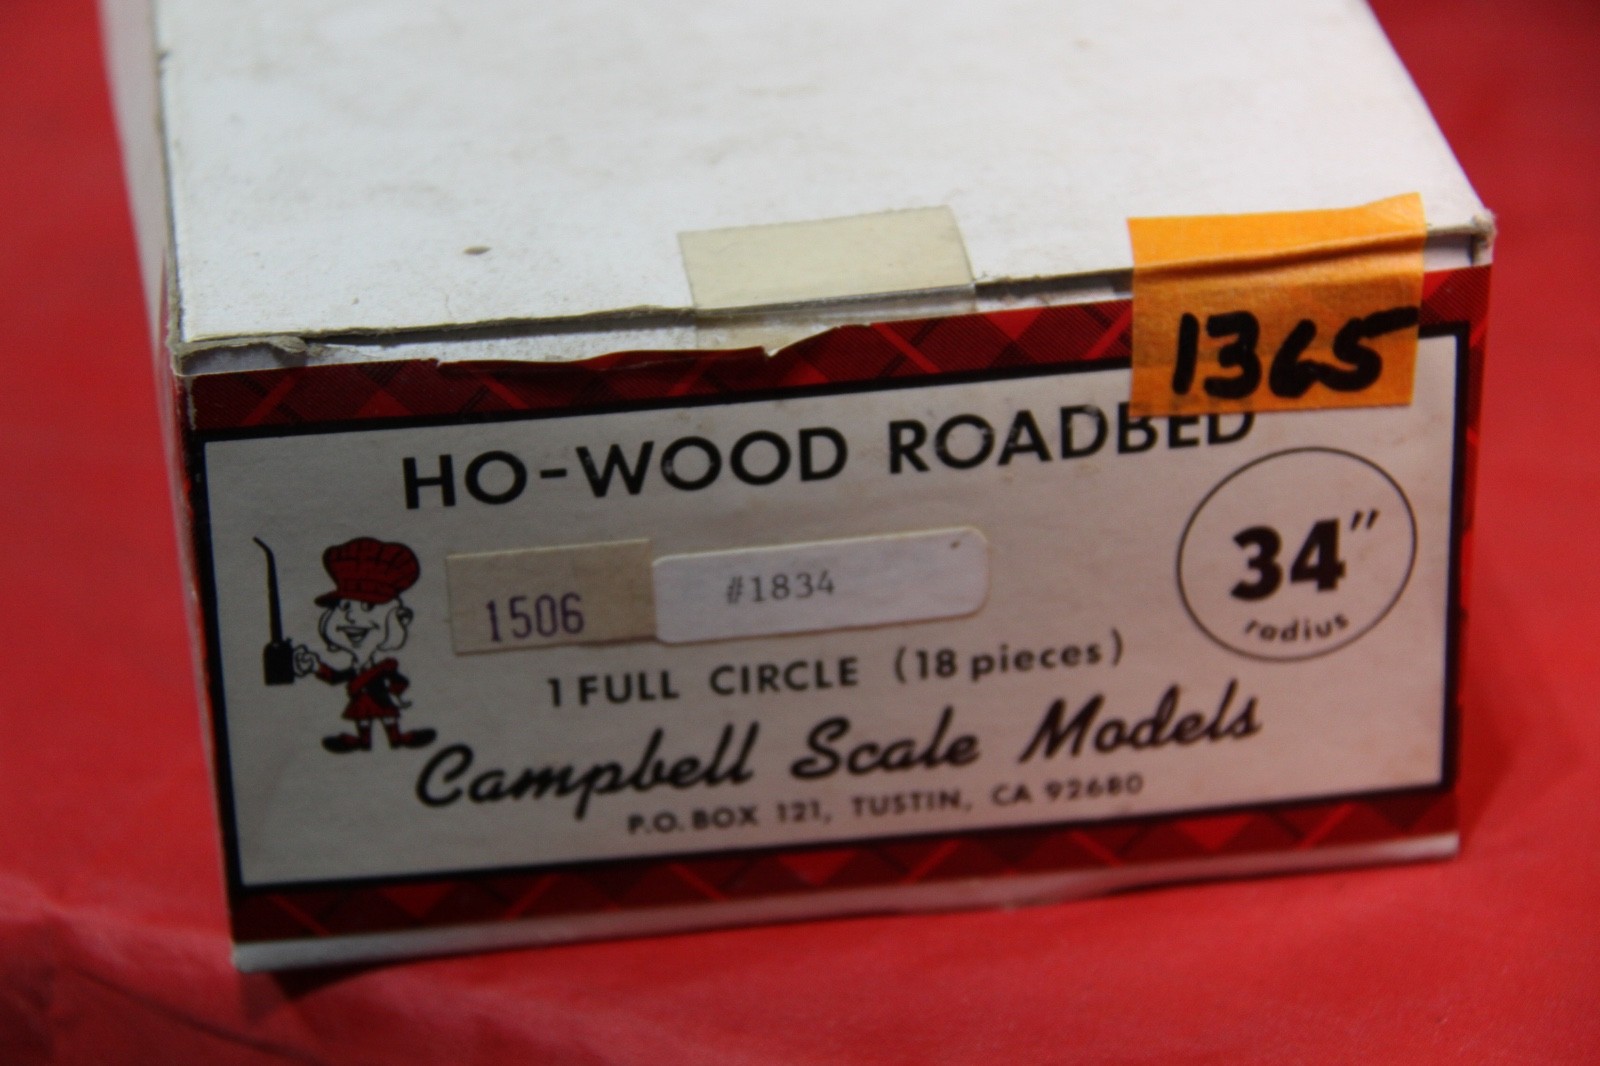 1365
HO-WOOD ROADBED
34"
radius
1506
#1834
1 FULL CIRCLE (18 pieces)
Campbell Scale Models
P.O. BOX 121, TUSTIN, CA 92680